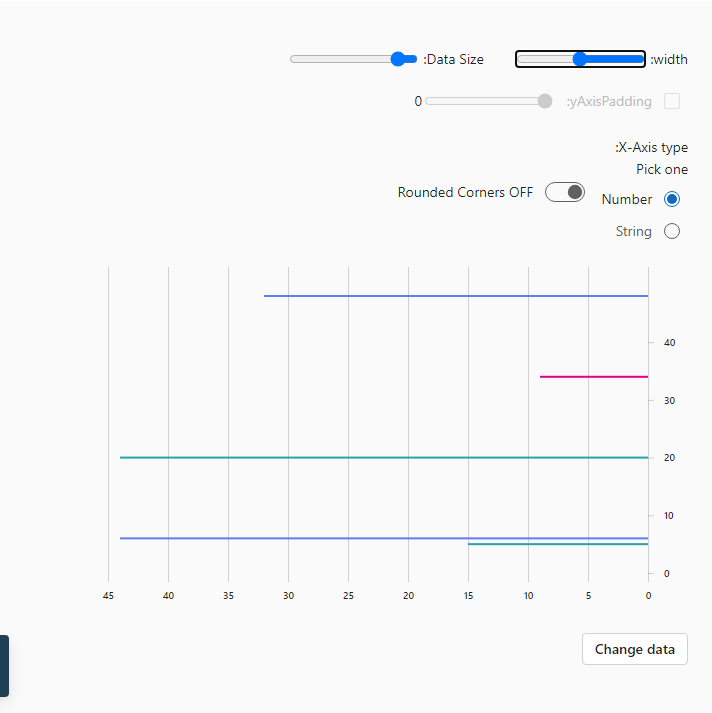 :width
:Data Size
:yAxisPadding
0
:X-Axis type
Pick one
Number
Rounded Corners OFF
String
40
30
20
10
0
45 40 35 30 25 20 15 10 5 0
Change data